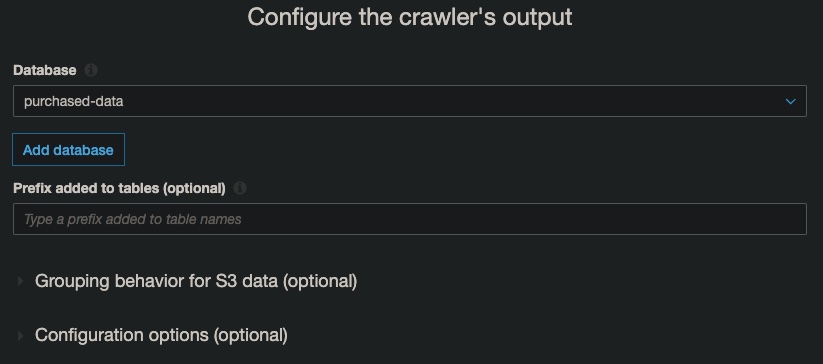 Configure the crawler's output
Database
purchased-data
Add database
Prefix added to tables (optional)
Type a prefix added to table names
Grouping behavior for S3 data (optional)
Configuration options (optional)